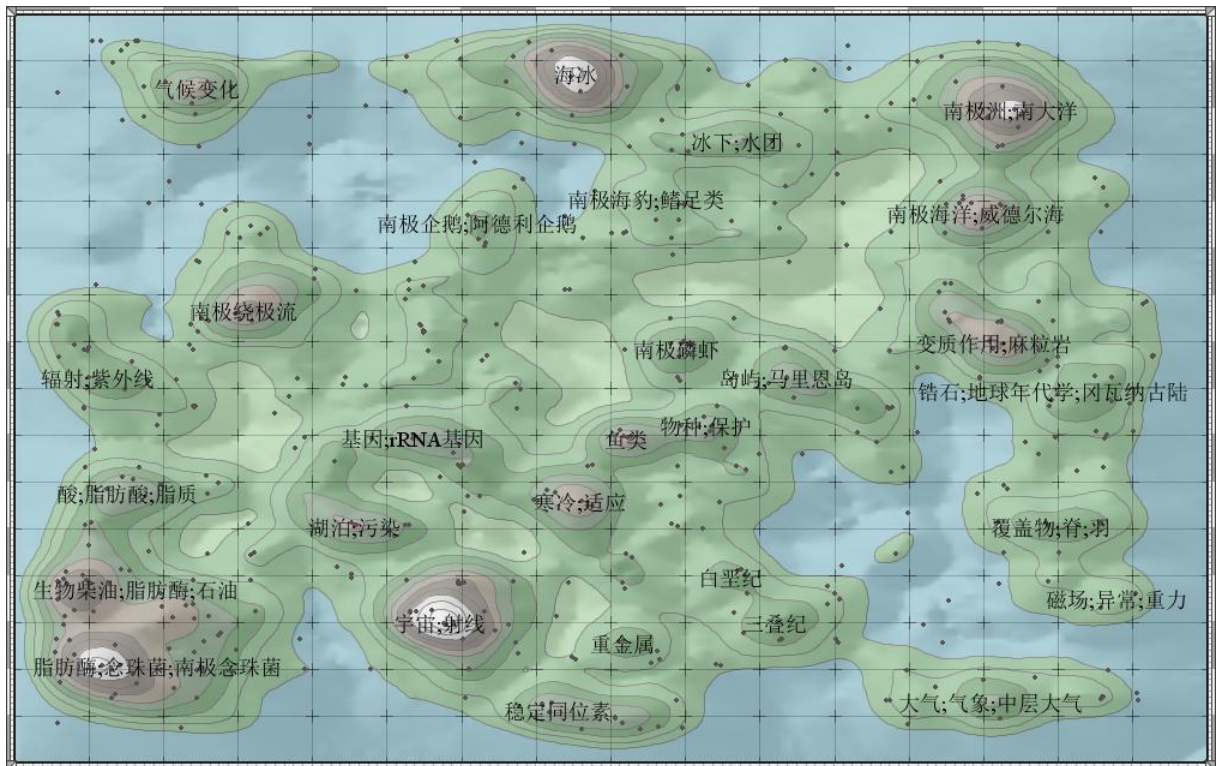 海冰
气候变化
南极洲;南大洋
冰下;水团
南极海豹;鳍足类
南极海洋;威德尔海
南极企鹅;阿德利企鹅
南极绕极流
变质作用;麻粒岩
南极磷虾
辐射;紫外线
岛屿;马里恩岛
锆石;地球年代学;冈瓦纳古陆
物种;保护
基因;rRNA基因
鱼类
酸;脂肪酸;脂质
寒冷;适应
湖泊;污染
覆盖物;脊;羽
白垩纪
生物柴油;脂肪酶;石油
磁场;异常;重力
宇宙;射线
三叠纪
重金属
脂肪酶;念珠菌;南极念珠菌
大气;气象;中层大气
稳定同位素